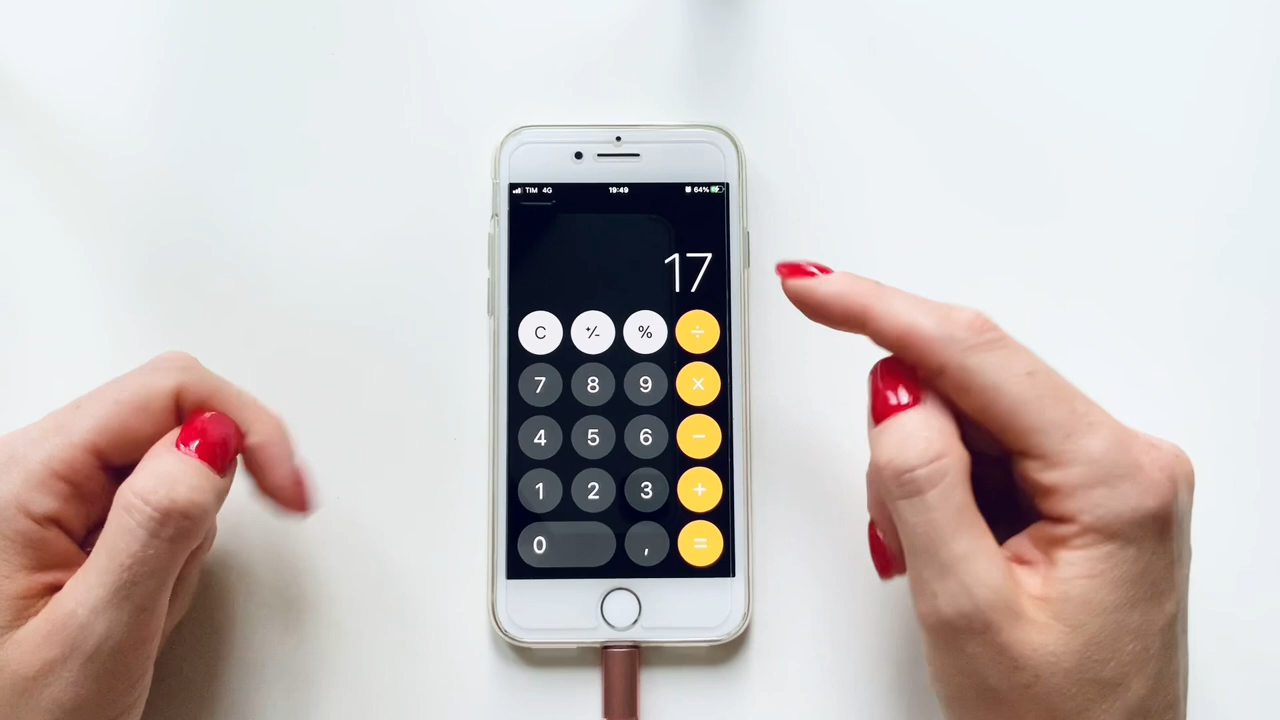 TIM 4G 19:49 64%
17
C ⁺∕₋ % ÷
7 8 9 ×
4 5 6 −
1 2 3 +
0 , =